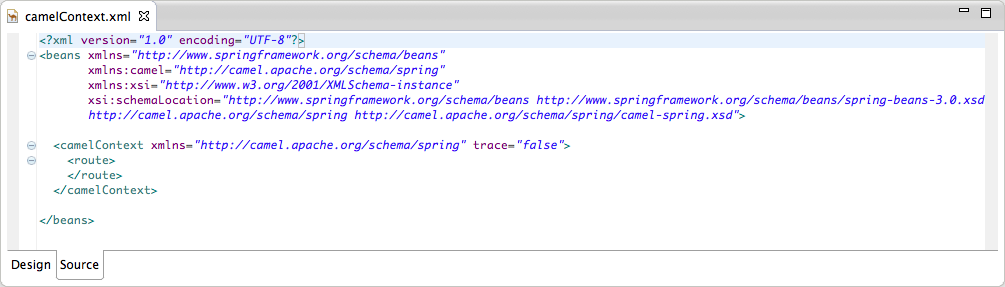 camelContext.xml
<?xml version="1.0" encoding="UTF-8"?>
<beans xmlns="http://www.springframework.org/schema/beans"
       xmlns:camel="http://camel.apache.org/schema/spring"
       xmlns:xsi="http://www.w3.org/2001/XMLSchema-instance"
       xsi:schemaLocation="http://www.springframework.org/schema/beans http://www.springframework.org/schema/beans/spring-beans-3.0.xsd
       http://camel.apache.org/schema/spring http://camel.apache.org/schema/spring/camel-spring.xsd">
  <camelContext xmlns="http://camel.apache.org/schema/spring" trace="false">
    <route>
    </route>
  </camelContext>
</beans>
Design Source